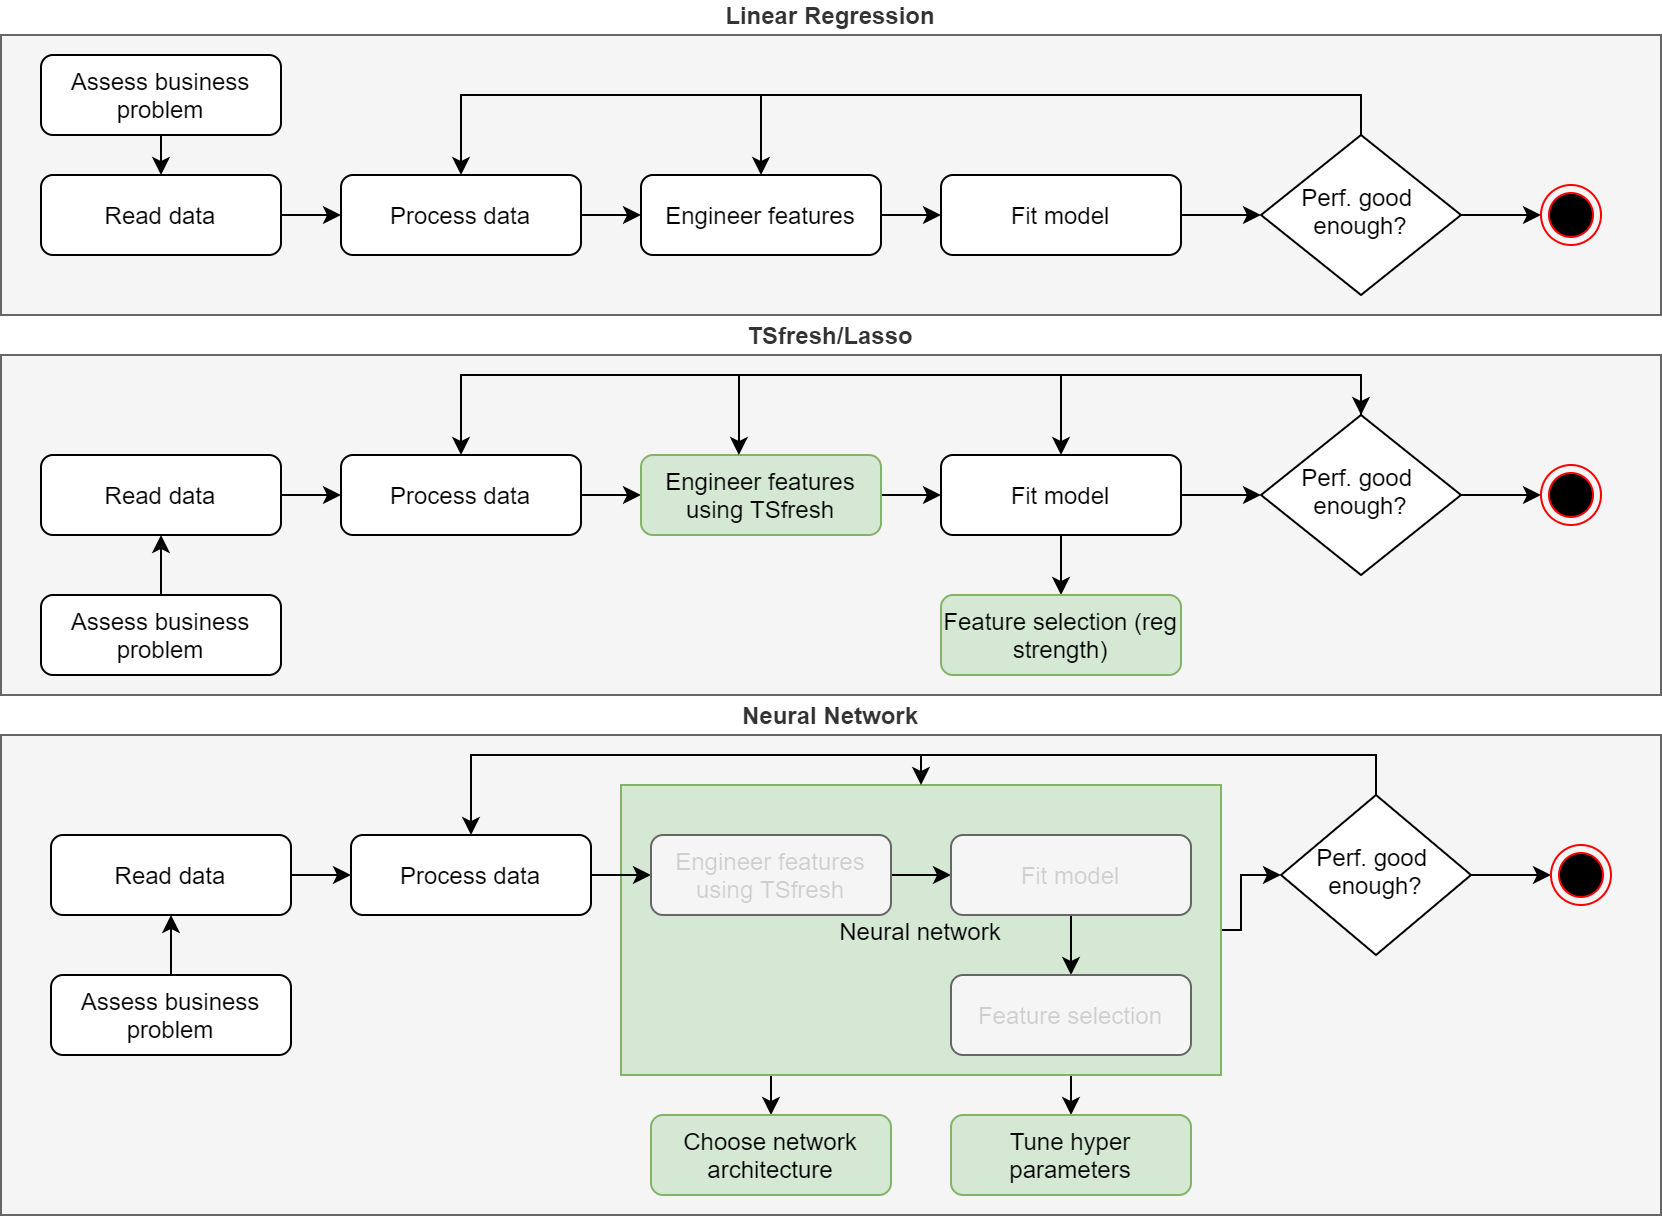 Linear Regression
Assess business
problem
Read data
Process data
Engineer features
Fit model
Perf. good
enough?
TSfresh/Lasso
Read data
Process data
Engineer features
using TSfresh
Fit model
Perf. good
enough?
Assess business
problem
Feature selection (reg
strength)
Neural Network
Read data
Process data
Engineer features
using TSfresh
Fit model
Perf. good
enough?
Neural network
Assess business
problem
Feature selection
Choose network
architecture
Tune hyper
parameters